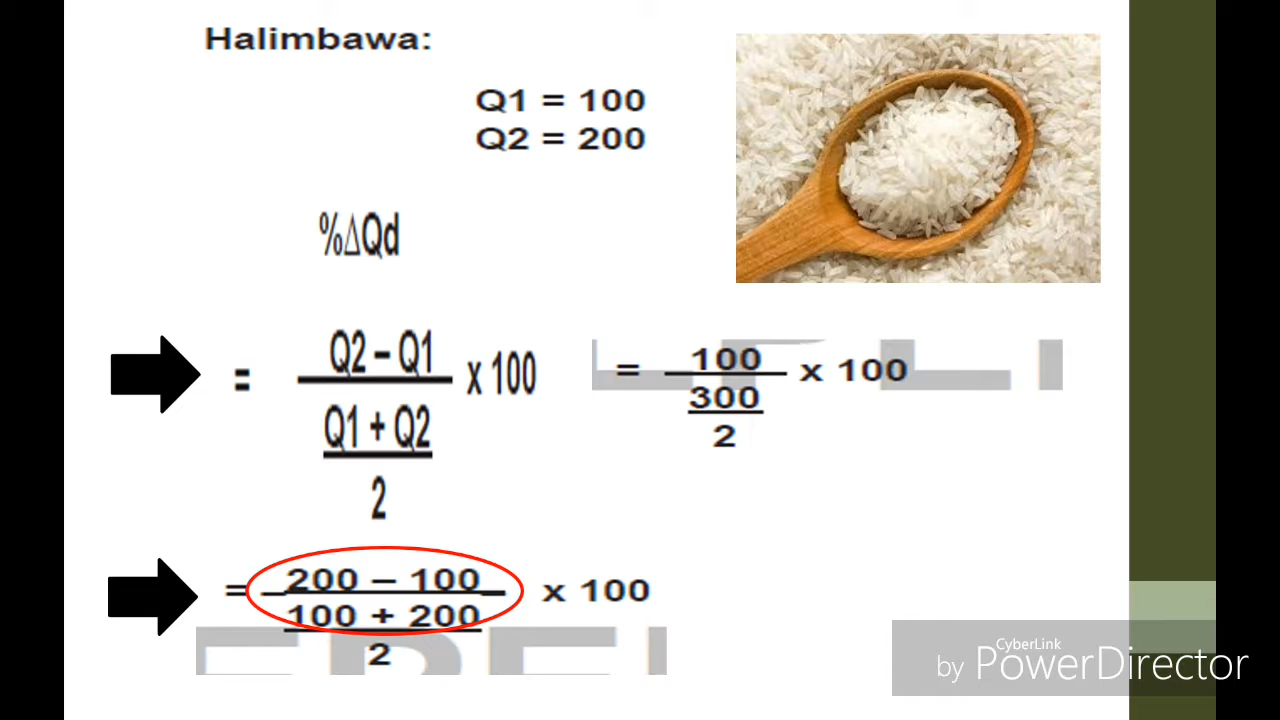 Halimbawa:
Q1 = 100
Q2 = 200
%∆Qd
= Q2 – Q1 x 100
Q1 + Q2
2
= 100 x 100
300
2
= 200 – 100 x 100
100 + 200
2
CyberLink
by PowerDirector